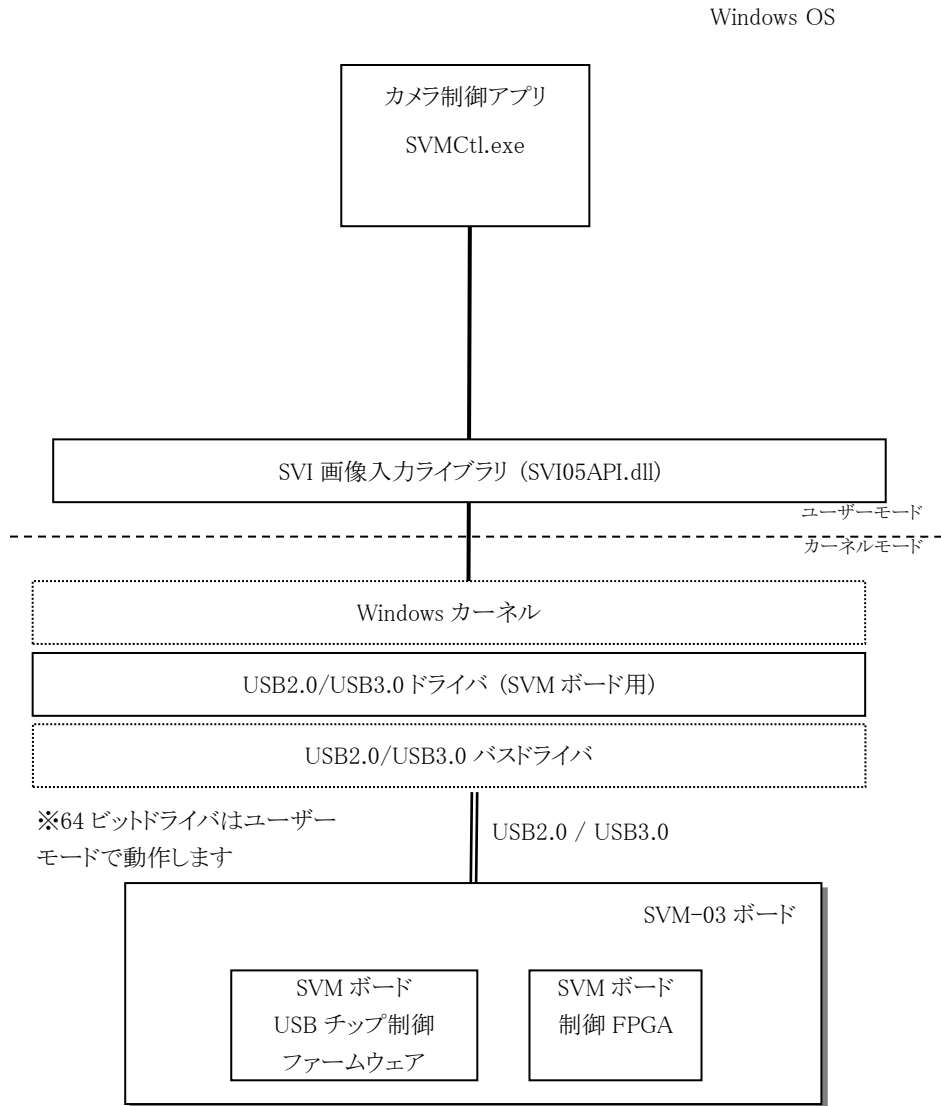 Windows OS
カメラ制御アプリ
SVMCtl.exe
SVI 画像入力ライブラリ (SVI05API.dll)
ユーザーモード
カーネルモード
Windows カーネル
USB2.0/USB3.0 ドライバ (SVM ボード用)
USB2.0/USB3.0 バスドライバ
※64 ビットドライバはユーザー
モードで動作します
USB2.0 / USB3.0
SVM-03 ボード
SVM ボード
USB チップ制御
ファームウェア
SVM ボード
制御 FPGA